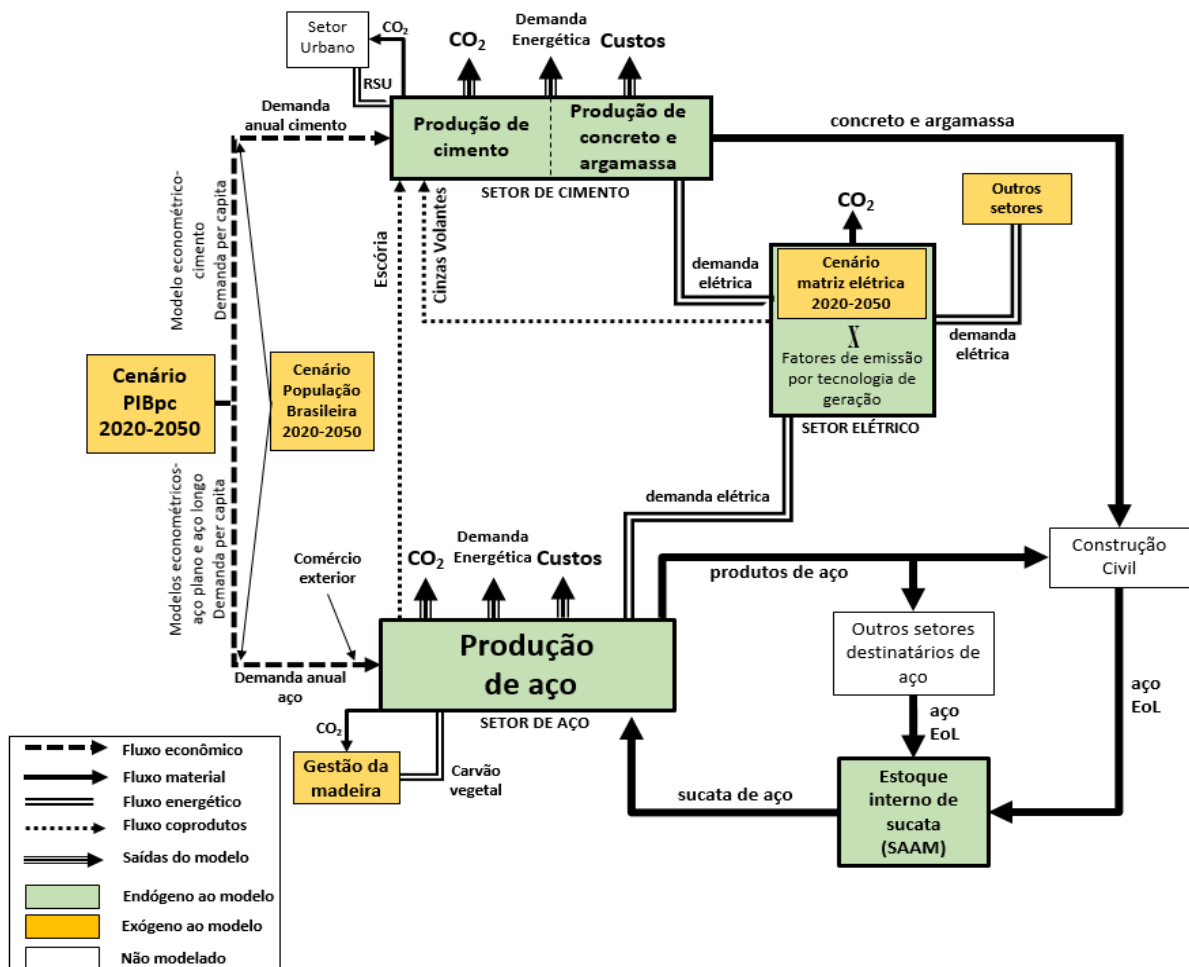 Setor
Urbano
CO₂
RSU
CO₂
Demanda
Energética
Custos
Demanda
anual cimento
Produção de
cimento
Produção de
concreto e
argamassa
SETOR DE CIMENTO
concreto e argamassa
Outros
setores
CO₂
Cenário
matriz elétrica
2020-2050
X
Fatores de emissão
por tecnologia de
geração
SETOR ELÉTRICO
demanda
elétrica
demanda
elétrica
Escória
Cinzas Volantes
Modelo econométrico-
cimento
Demanda per capita
Cenário
PIBpc
2020-2050
Cenário
População
Brasileira
2020-2050
Modelos econométricos-
aço plano e aço longo
Demanda per capita
demanda elétrica
Comércio
exterior
CO₂
Demanda
Energética
Custos
produtos de aço
Construção
Civil
Demanda anual
aço
Produção
de aço
SETOR DE AÇO
Outros setores
destinatários de
aço
aço
EoL
aço
EoL
CO₂
Gestão da
madeira
Carvão
vegetal
sucata de aço
Estoque
interno de
sucata
(SAAM)
Fluxo econômico
Fluxo material
Fluxo energético
Fluxo coprodutos
Saídas do modelo
Endógeno ao modelo
Exógeno ao modelo
Não modelado